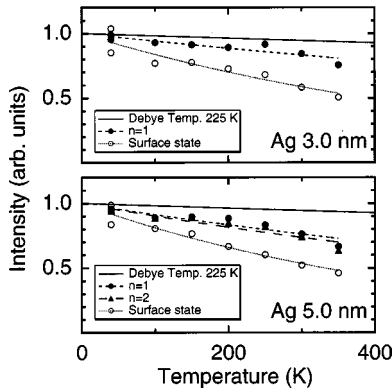 1.0
0.5
Debye Temp. 225 K
n=1
Surface state
Ag 3.0 nm
Intensity (arb. units)
1.0
0.5
Debye Temp. 225 K
n=1
n=2
Surface state
Ag 5.0 nm
0 200 400
Temperature (K)